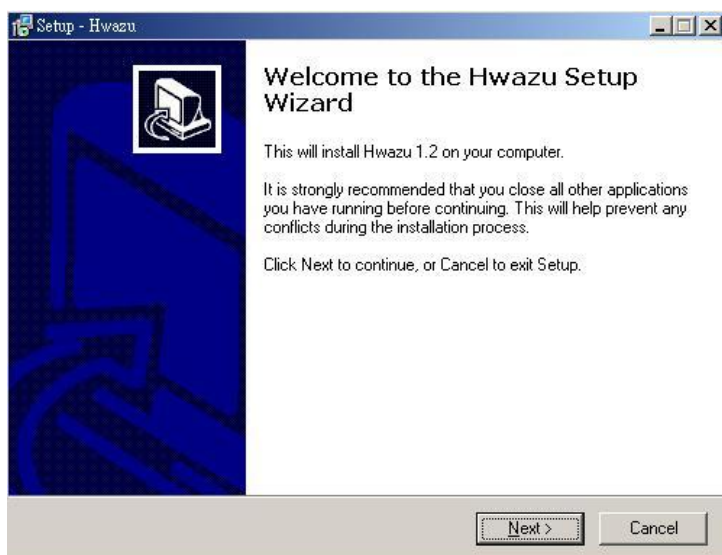 Setup - Hwazu
Welcome to the Hwazu Setup
Wizard
This will install Hwazu 1.2 on your computer.
It is strongly recommended that you close all other applications
you have running before continuing. This will help prevent any
conflicts during the installation process.
Click Next to continue, or Cancel to exit Setup.
Next >
Cancel